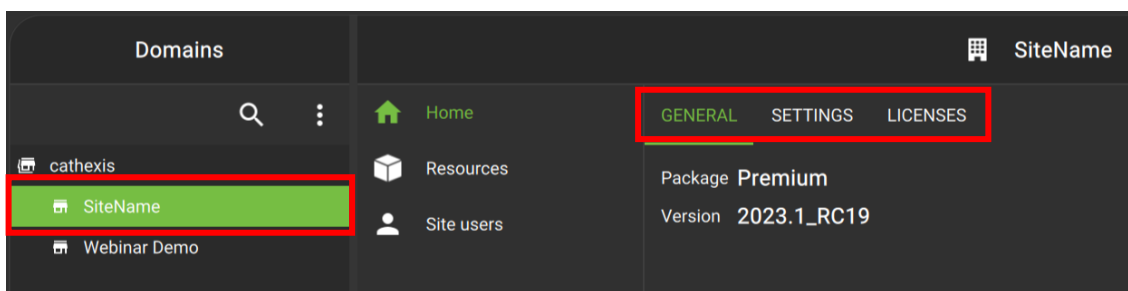 Domains
SiteName
Home
GENERAL SETTINGS LICENSES
cathexis
Resources
Package Premium
SiteName
Site users
Version 2023.1_RC19
Webinar Demo